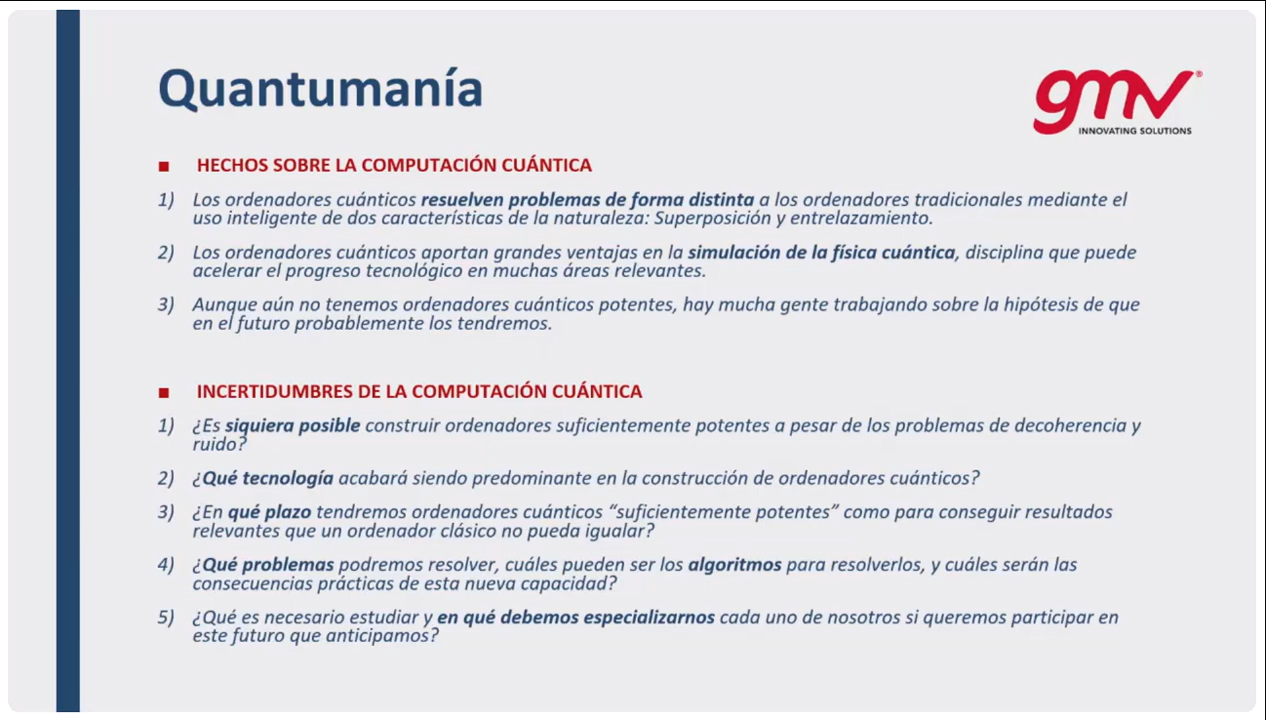 Quantumanía
gmv®
INNOVATING SOLUTIONS
■ HECHOS SOBRE LA COMPUTACIÓN CUÁNTICA
1) Los ordenadores cuánticos resuelven problemas de forma distinta a los ordenadores tradicionales mediante el
uso inteligente de dos características de la naturaleza: Superposición y entrelazamiento.
2) Los ordenadores cuánticos aportan grandes ventajas en la simulación de la física cuántica, disciplina que puede
acelerar el progreso tecnológico en muchas áreas relevantes.
3) Aunque aún no tenemos ordenadores cuánticos potentes, hay mucha gente trabajando sobre la hipótesis de que
en el futuro probablemente los tendremos.
■ INCERTIDUMBRES DE LA COMPUTACIÓN CUÁNTICA
1) ¿Es siquiera posible construir ordenadores suficientemente potentes a pesar de los problemas de decoherencia y
ruido?
2) ¿Qué tecnología acabará siendo predominante en la construcción de ordenadores cuánticos?
3) ¿En qué plazo tendremos ordenadores cuánticos “suficientemente potentes” como para conseguir resultados
relevantes que un ordenador clásico no pueda igualar?
4) ¿Qué problemas podremos resolver, cuáles pueden ser los algoritmos para resolverlos, y cuáles serán las
consecuencias prácticas de esta nueva capacidad?
5) ¿Qué es necesario estudiar y en qué debemos especializarnos cada uno de nosotros si queremos participar en
este futuro que anticipamos?